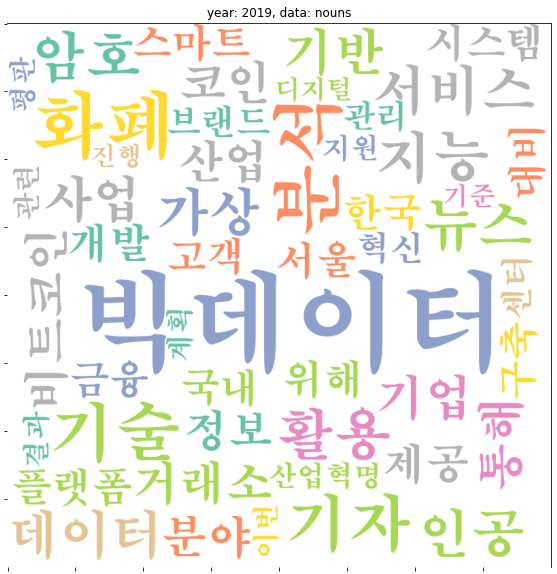 year: 2019, data: nouns
암호
스마트
기반
시스템
평판
코인
디지털
서비스
화폐
브랜드
분석
관리
대비
진행
산업
지원
지능
관련
사업
가상
한국
기준
뉴스
개발
고객
서울
혁신
비트코인
빅데이터
계획
센터
구축
금융
국내
위해
기업
결과
기술
정보
활용
통해
제공
플랫폼
거래소
산업혁명
데이터
분야
이번
기자
인공